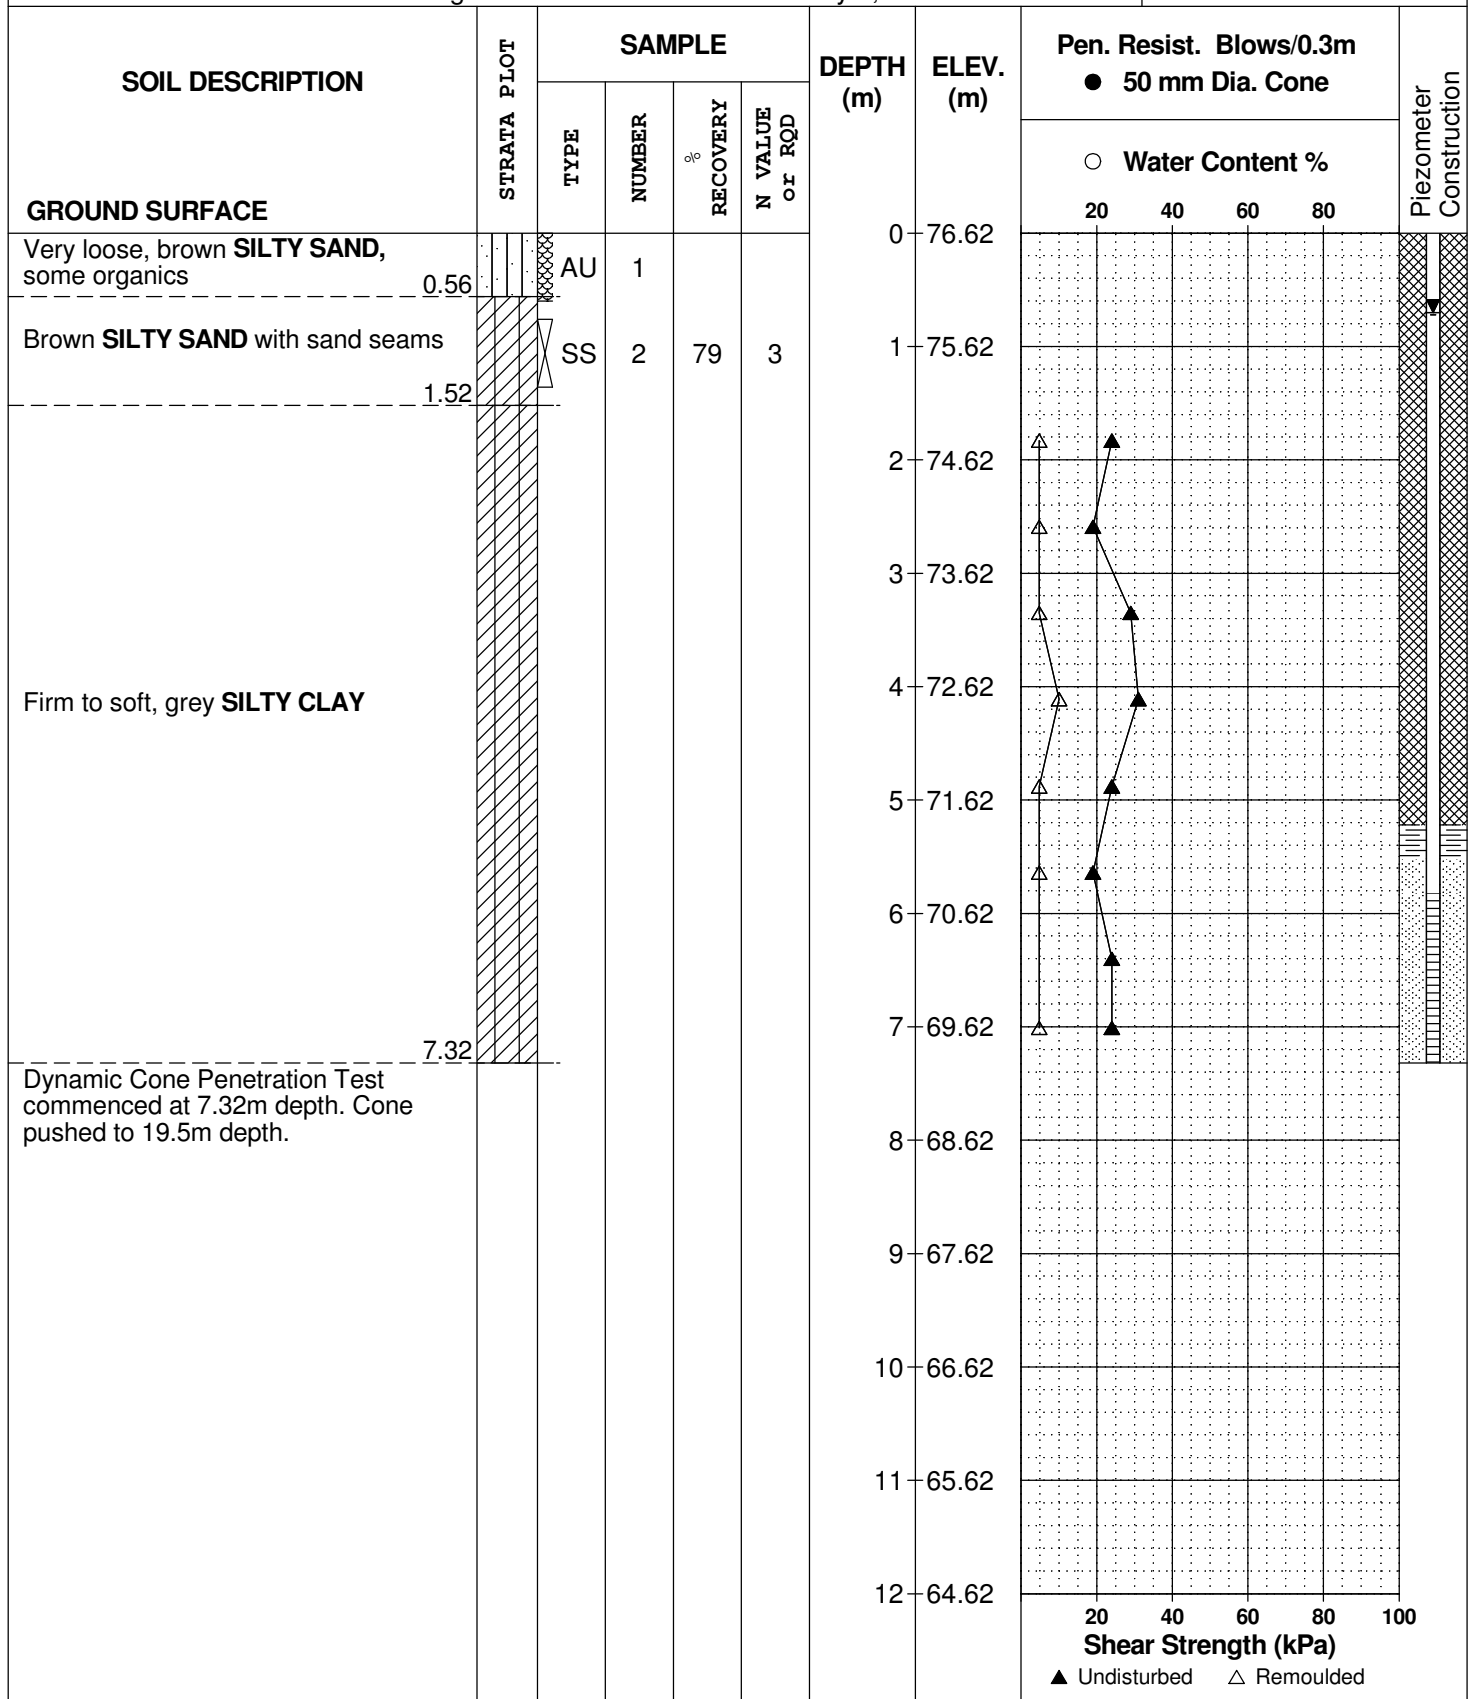 SOIL DESCRIPTION
GROUND SURFACE
STRATA PLOT
SAMPLE
TYPE
NUMBER
%
RECOVERY
N VALUE
or RQD
DEPTH
(m)
ELEV.
(m)
Pen. Resist. Blows/0.3m
● 50 mm Dia. Cone
○ Water Content %
20 40 60 80
Piezometer
Construction
Very loose, brown SILTY SAND,
some organics
0.56
AU 1
0 76.62
Brown SILTY SAND with sand seams
1.52
SS 2 79 3
1 75.62
2 74.62
3 73.62
Firm to soft, grey SILTY CLAY
4 72.62
5 71.62
6 70.62
7 69.62
7.32
Dynamic Cone Penetration Test
commenced at 7.32m depth. Cone
pushed to 19.5m depth.
8 68.62
9 67.62
10 66.62
11 65.62
12 64.62
20 40 60 80 100
Shear Strength (kPa)
▲ Undisturbed △ Remoulded